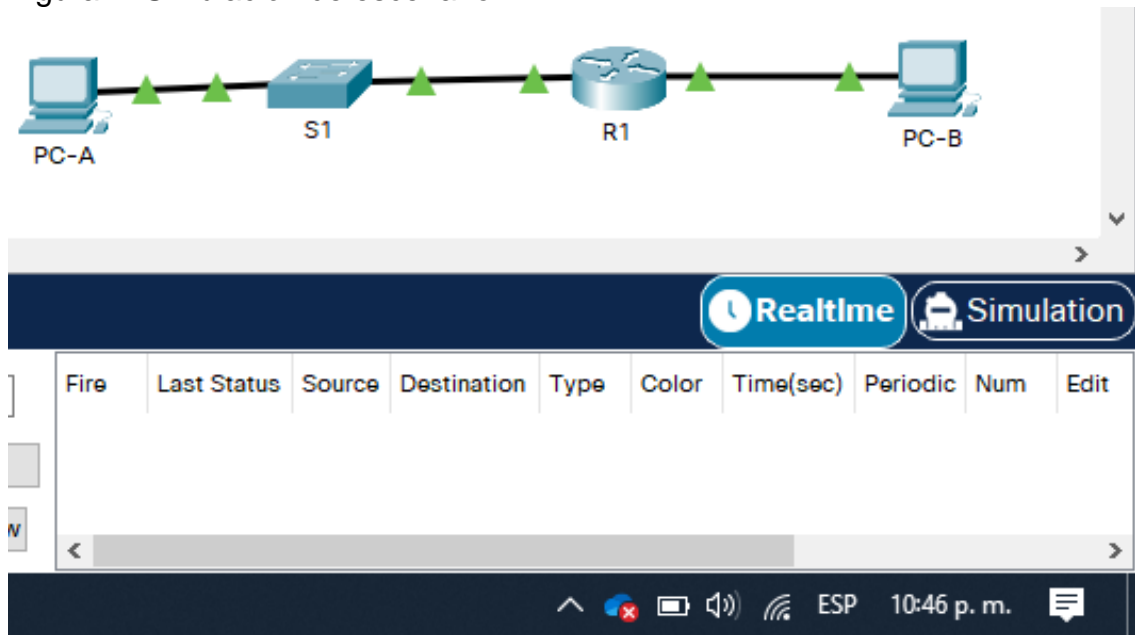 S1
R1
PC-A
PC-B
Realtime
Simulation
Fire Last Status Source Destination Type Color Time(sec) Periodic Num Edit
ESP 10:46 p. m.